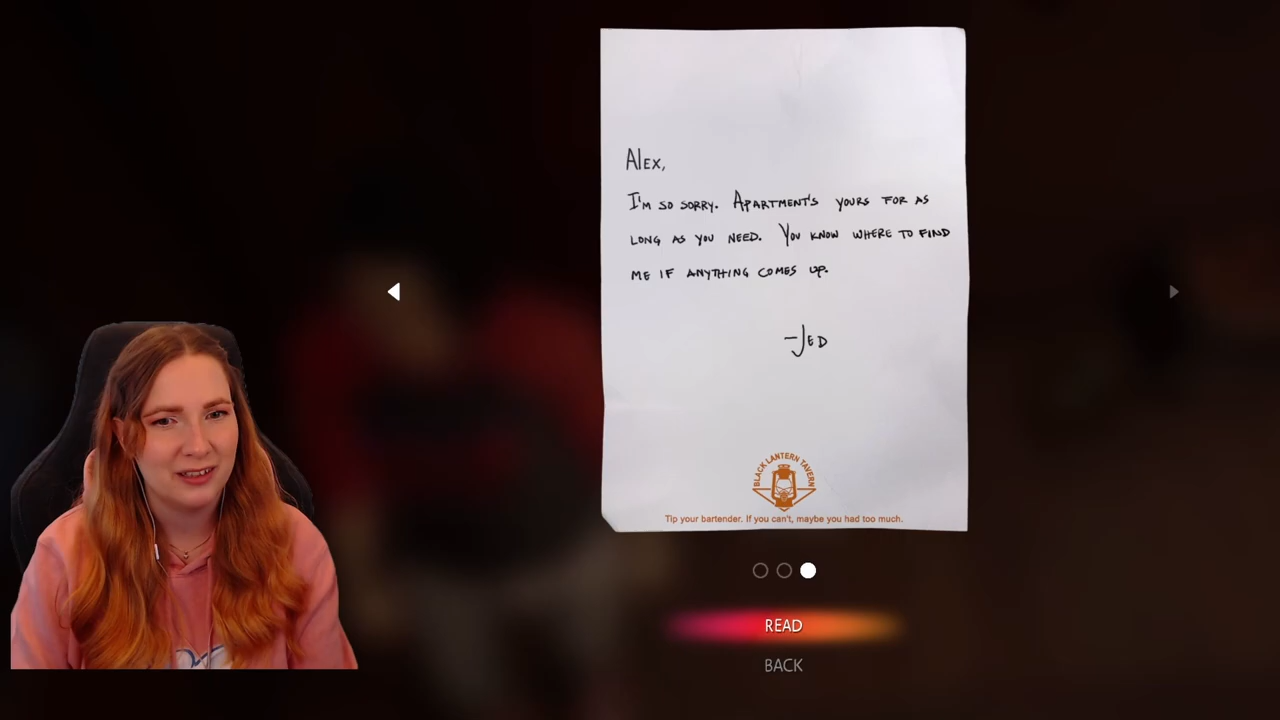 Alex,
I'm so sorry. Apartment's yours for as
long as you need. You know where to find
me if anything comes up.
—Jed
BLACK LANTERN TAVERN
Tip your bartender. If you can't, maybe you had too much.
READ
BACK